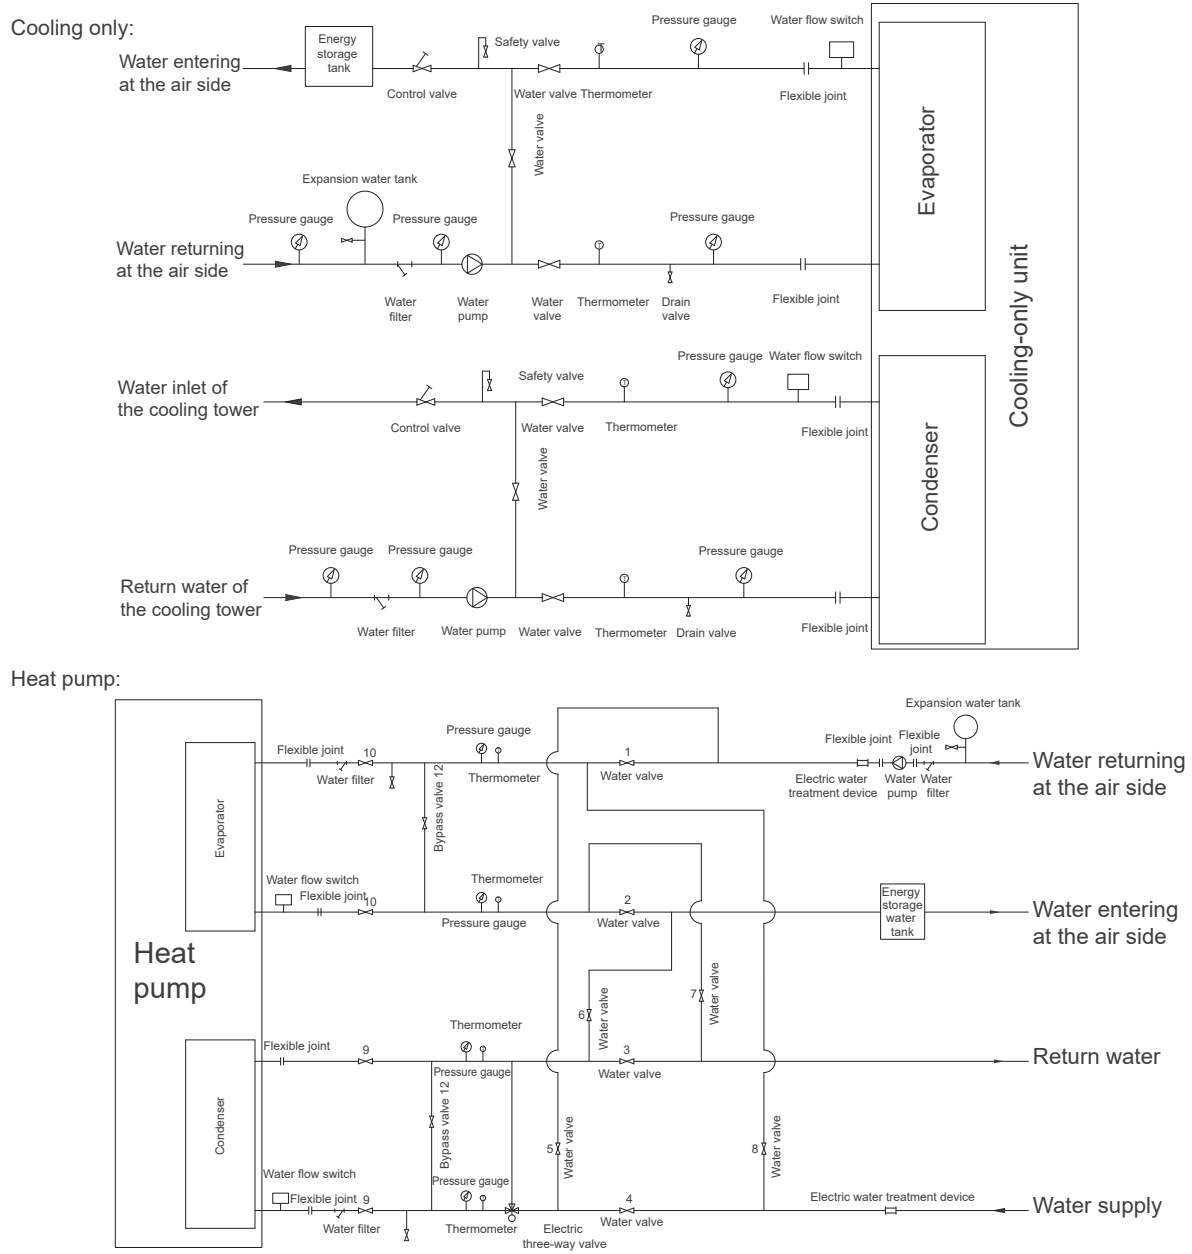 Cooling only:
Pressure gauge
Water flow switch
Energy
storage
tank
Safety valve
Water entering
at the air side
Control valve
Water valve
Thermometer
Flexible joint
Water valve
Evaporator
Expansion water tank
Pressure gauge
Pressure gauge
Pressure gauge
T
T
Water returning
at the air side
Water
filter
Water
pump
Water
valve
Thermometer
Drain
valve
Flexible joint
Cooling-only unit
Pressure gauge
Water flow switch
Safety valve
T
Water inlet of
the cooling tower
Control valve
Water valve
Thermometer
Flexible joint
Water valve
Condenser
Pressure gauge
Pressure gauge
Pressure gauge
T
Return water of
the cooling tower
Water filter
Water pump
Water valve
Thermometer
Drain valve
Flexible joint
Heat pump:
Expansion water tank
Pressure gauge
Flexible joint
Flexible
joint
Flexible joint
10
1
Water returning
at the air side
Water filter
Thermometer
Water valve
Electric water
treatment device
Water
pump
Water
filter
Bypass valve 12
Evaporator
Water flow switch
Thermometer
Flexible joint
10
2
Energy
storage
water
tank
Water entering
at the air side
Pressure gauge
Water valve
Heat
pump
7
Water valve
6
Water valve
Thermometer
Flexible joint
9
3
Return water
Pressure gauge
Water valve
Bypass valve 12
Condenser
5
Water valve
8
Water valve
Water flow switch
Pressure gauge
Flexible joint
9
4
Electric water treatment device
Water supply
Water filter
Thermometer
Electric
three-way valve
Water valve